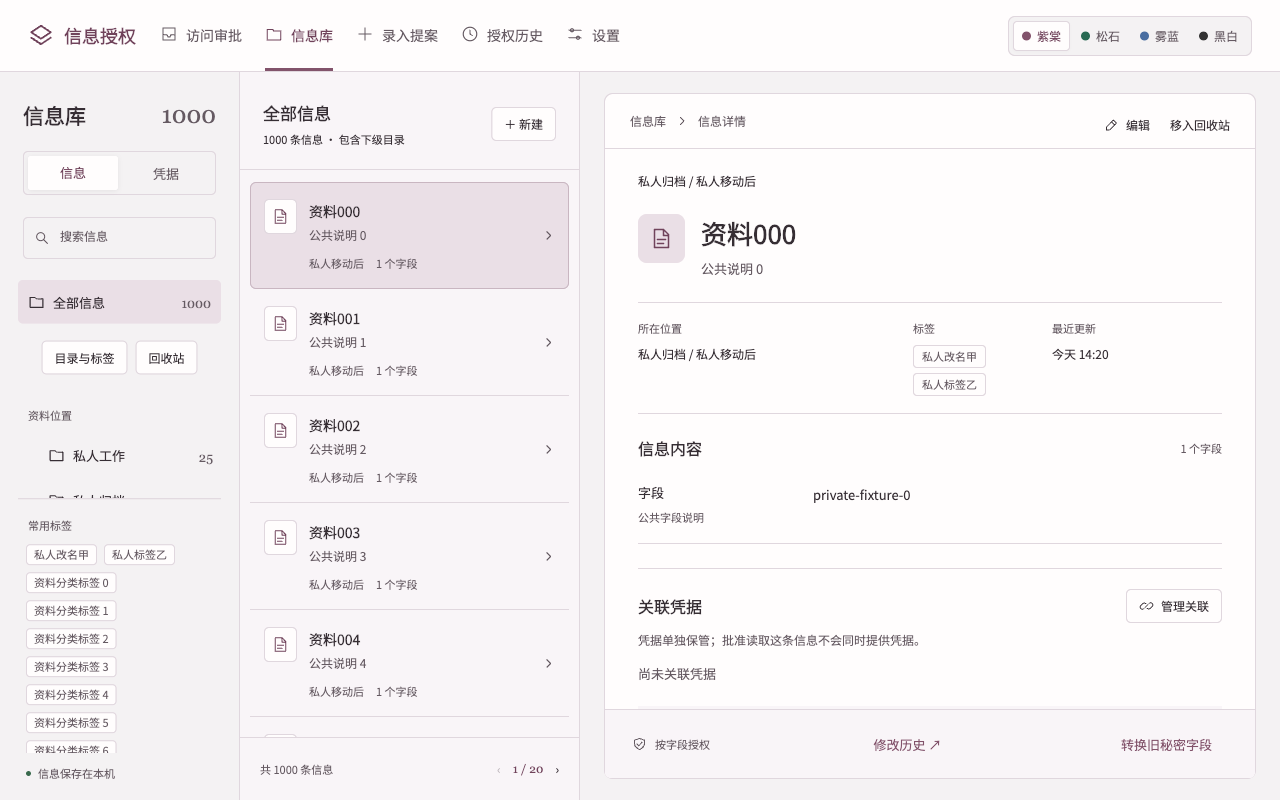 信息授权
访问审批
信息库
录入提案
授权历史
设置
紫棠
松石
雾蓝
黑白
信息库
1000
信息
凭据
搜索信息
全部信息
1000
目录与标签
回收站
资料位置
私人工作
25
私人归档
常用标签
私人改名甲
私人标签乙
资料分类标签 0
资料分类标签 1
资料分类标签 2
资料分类标签 3
资料分类标签 4
资料分类标签 5
资料分类标签 6
信息保存在本机
全部信息
1000 条信息 · 包含下级目录
新建
资料000
公共说明 0
私人移动后 1 个字段
资料001
公共说明 1
私人移动后 1 个字段
资料002
公共说明 2
私人移动后 1 个字段
资料003
公共说明 3
私人移动后 1 个字段
资料004
公共说明 4
私人移动后 1 个字段
共 1000 条信息
‹ 1 / 20 ›
信息库 > 信息详情
编辑
移入回收站
私人归档 / 私人移动后
资料000
公共说明 0
所在位置
私人归档 / 私人移动后
标签
私人改名甲
私人标签乙
最近更新
今天 14:20
信息内容
1 个字段
字段
公共字段说明
private-fixture-0
关联凭据
管理关联
凭据单独保管；批准读取这条信息不会同时提供凭据。
尚未关联凭据
按字段授权
修改历史 ↗
转换旧秘密字段